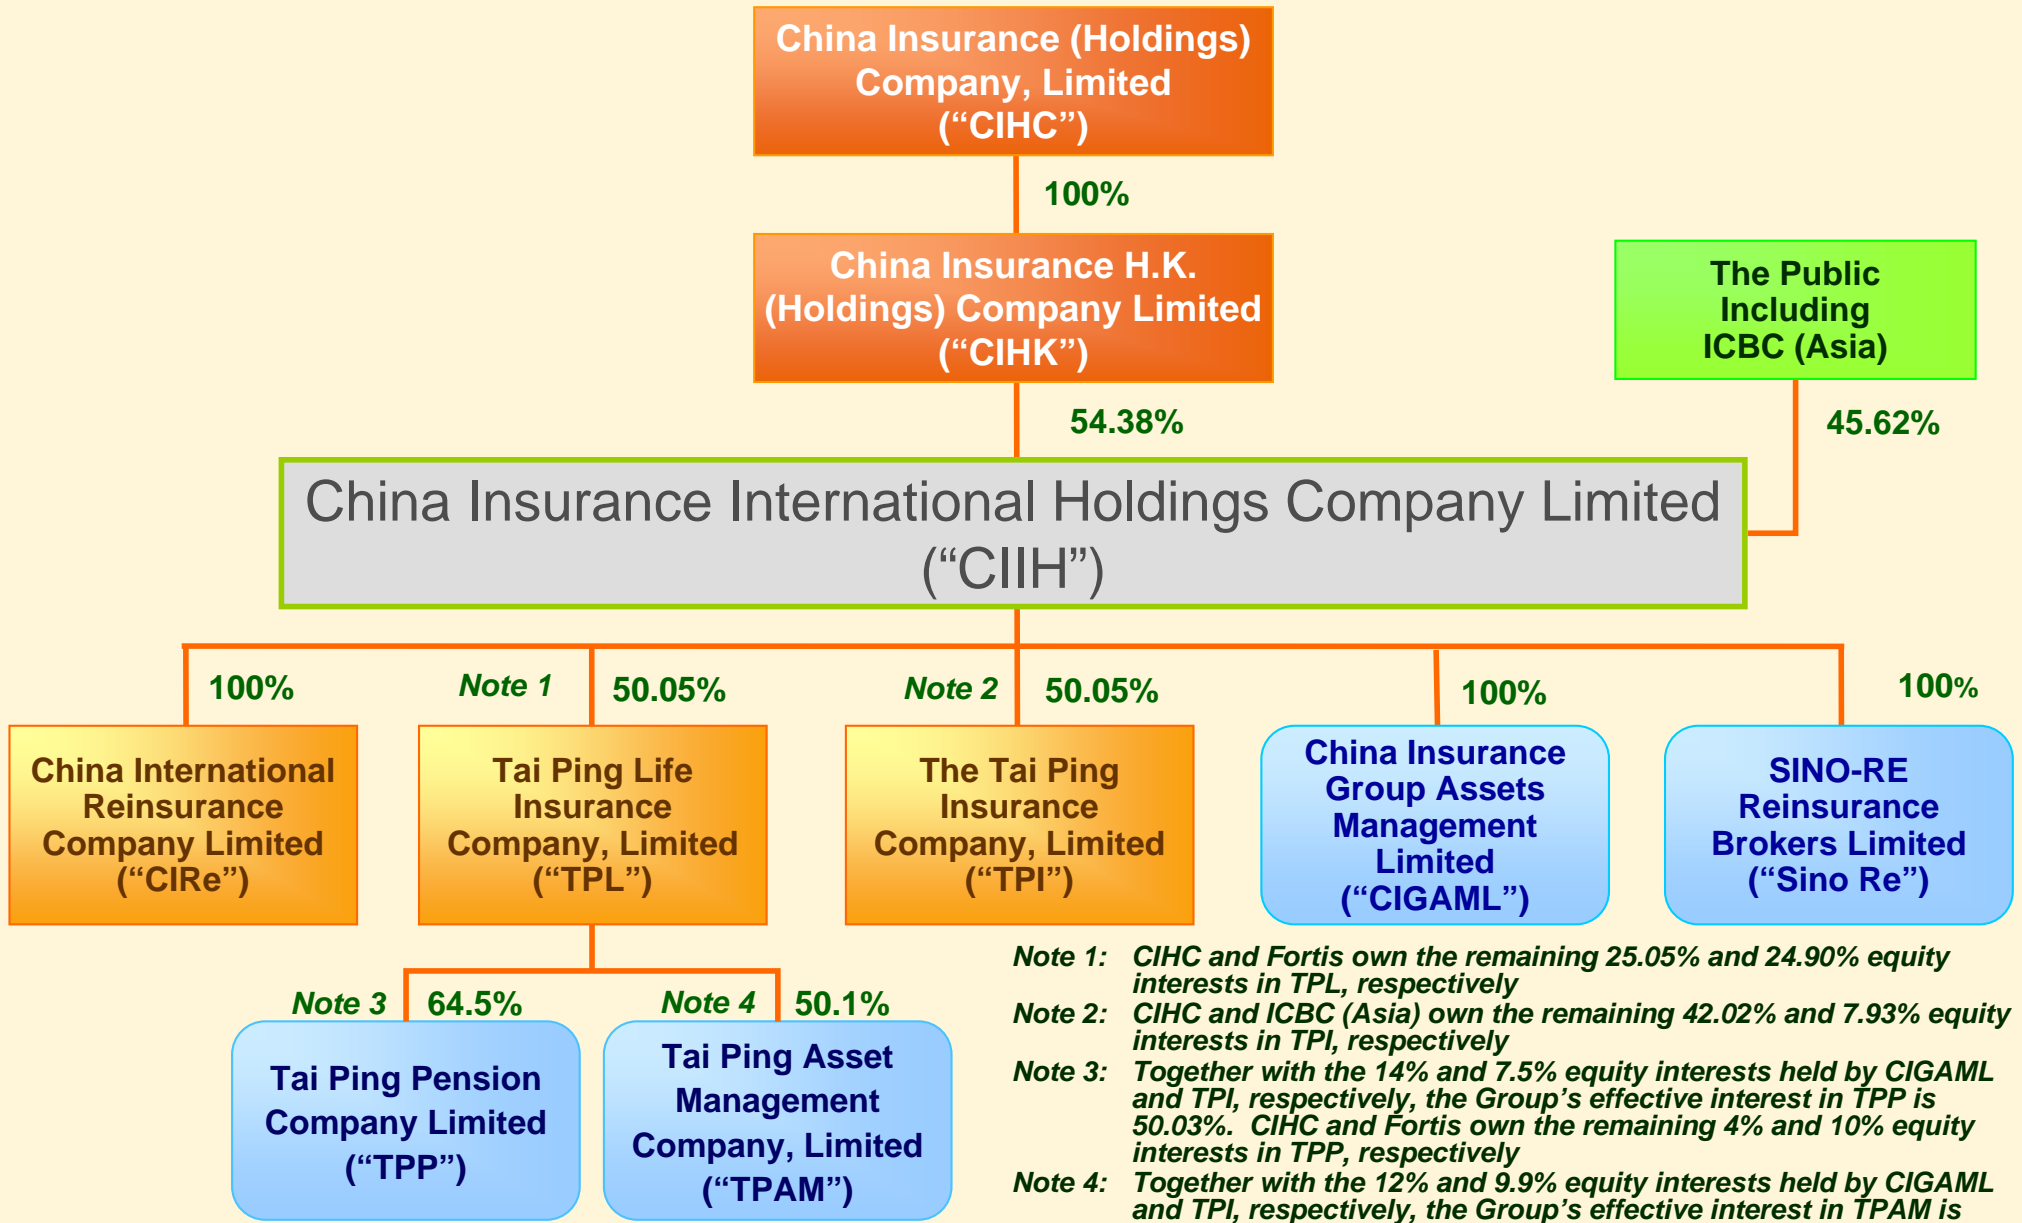 China Insurance (Holdings)
Company, Limited
(“CIHC”)
100%
China Insurance H.K.
(Holdings) Company Limited
(“CIHK”)
The Public
Including
ICBC (Asia)
54.38%
45.62%
China Insurance International Holdings Company Limited
(“CIIH”)
100%
Note 1
50.05%
Note 2
50.05%
100%
100%
China International
Reinsurance
Company Limited
(“CIRe”)
Tai Ping Life
Insurance
Company, Limited
(“TPL”)
The Tai Ping
Insurance
Company, Limited
(“TPI”)
China Insurance
Group Assets
Management
Limited
(“CIGAML”)
SINO-RE
Reinsurance
Brokers Limited
(“Sino Re”)
Note 3
64.5%
Note 4
50.1%
Tai Ping Pension
Company Limited
(“TPP”)
Tai Ping Asset
Management
Company, Limited
(“TPAM”)
Note 1: CIHC and Fortis own the remaining 25.05% and 24.90% equity
interests in TPL, respectively
Note 2: CIHC and ICBC (Asia) own the remaining 42.02% and 7.93% equity
interests in TPI, respectively
Note 3: Together with the 14% and 7.5% equity interests held by CIGAML
and TPI, respectively, the Group’s effective interest in TPP is
50.03%. CIHC and Fortis own the remaining 4% and 10% equity
interests in TPP, respectively
Note 4: Together with the 12% and 9.9% equity interests held by CIGAML
and TPI, respectively, the Group’s effective interest in TPAM is